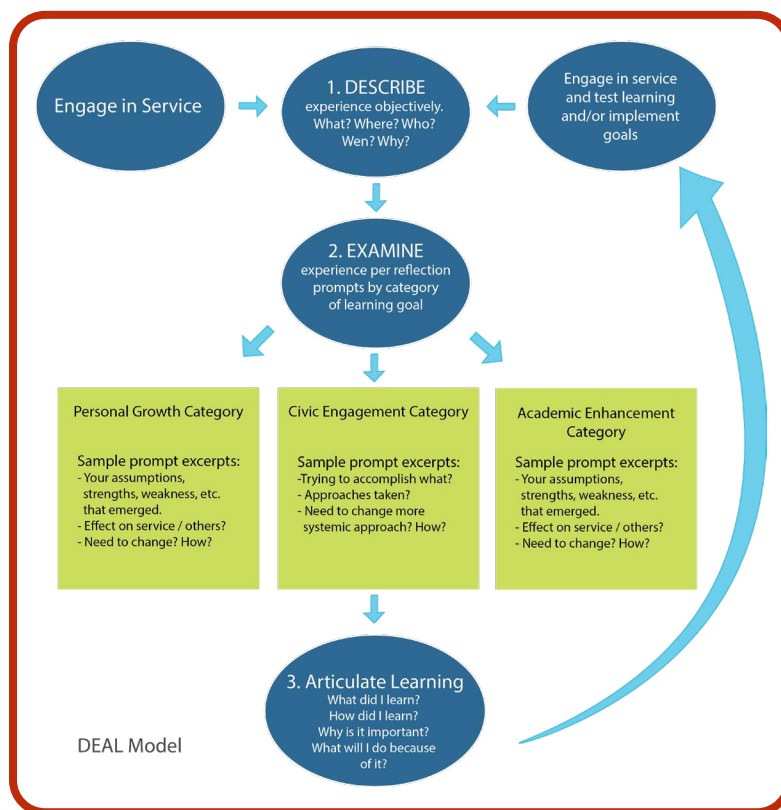 Engage in Service
1. DESCRIBE
experience objectively.
What? Where? Who?
Wen? Why?
Engage in service
and test learning
and/or implement
goals
2. EXAMINE
experience per reflection
prompts by category
of learning goal
Personal Growth Category
Sample prompt excerpts:
- Your assumptions,
strengths, weakness, etc.
that emerged.
- Effect on service / others?
- Need to change? How?
Civic Engagement Category
Sample prompt excerpts:
-Trying to accomplish what?
- Approaches taken?
- Need to change more
systemic approach? How?
Academic Enhancement
Category
Sample prompt excerpts:
- Your assumptions,
strengths, weakness, etc.
that emerged.
- Effect on service / others?
- Need to change? How?
3. Articulate Learning
What did I learn?
How did I learn?
Why is it important?
What will I do because
of it?
DEAL Model